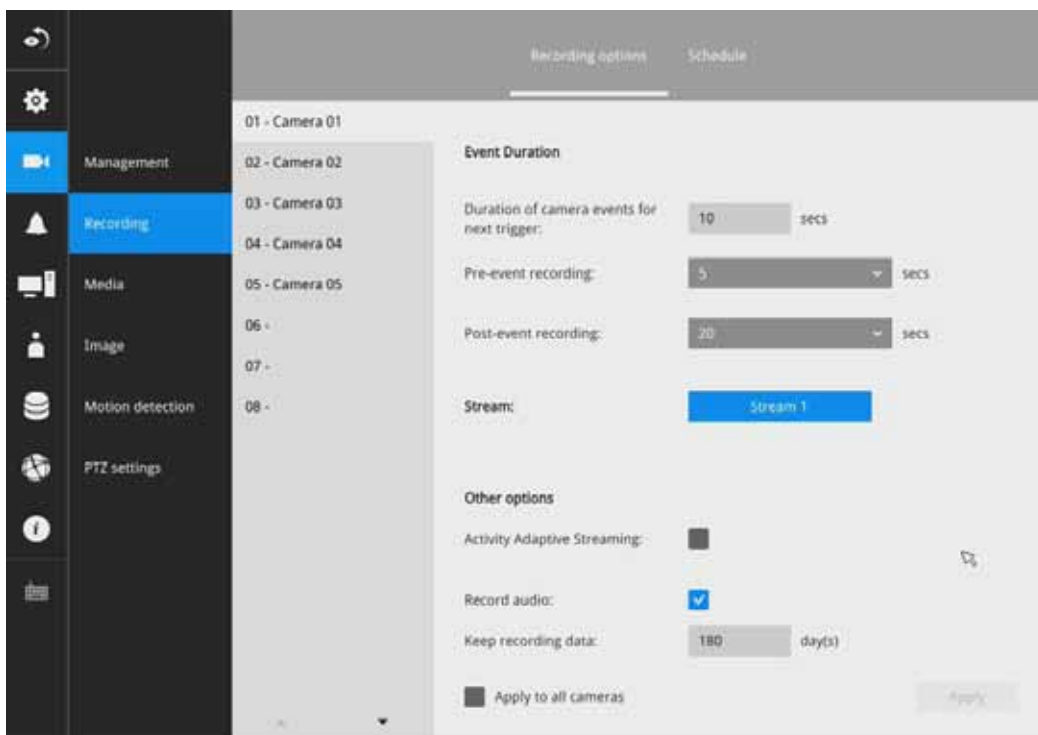 Recording options
Schedule
Management
Recording
Media
Image
Motion detection
PTZ settings
01 - Camera 01
02 - Camera 02
03 - Camera 03
04 - Camera 04
05 - Camera 05
06 -
07 -
08 -
Event Duration
Duration of camera events for
next trigger:
10 secs
Pre-event recording: 5 secs
Post-event recording: 20 secs
Stream: Stream 1
Other options
Activity Adaptive Streaming:
Record audio:
Keep recording data: 180 day(s)
Apply to all cameras
Apply